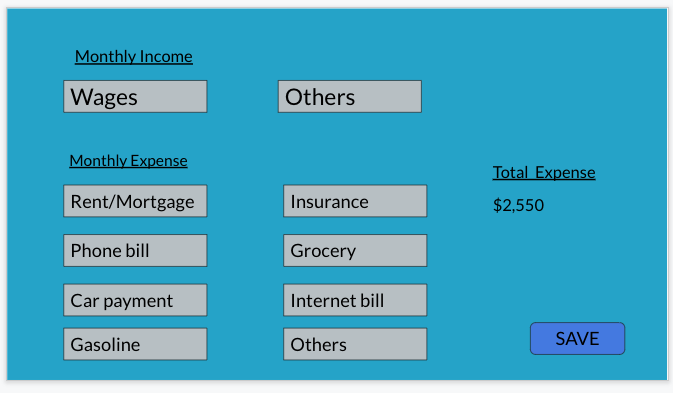 Monthly Income
Wages
Others
Monthly Expense
Total  Expense
Rent/Mortgage
Insurance
$2,550
Phone bill
Grocery
Car payment
Internet bill
Gasoline
Others
SAVE